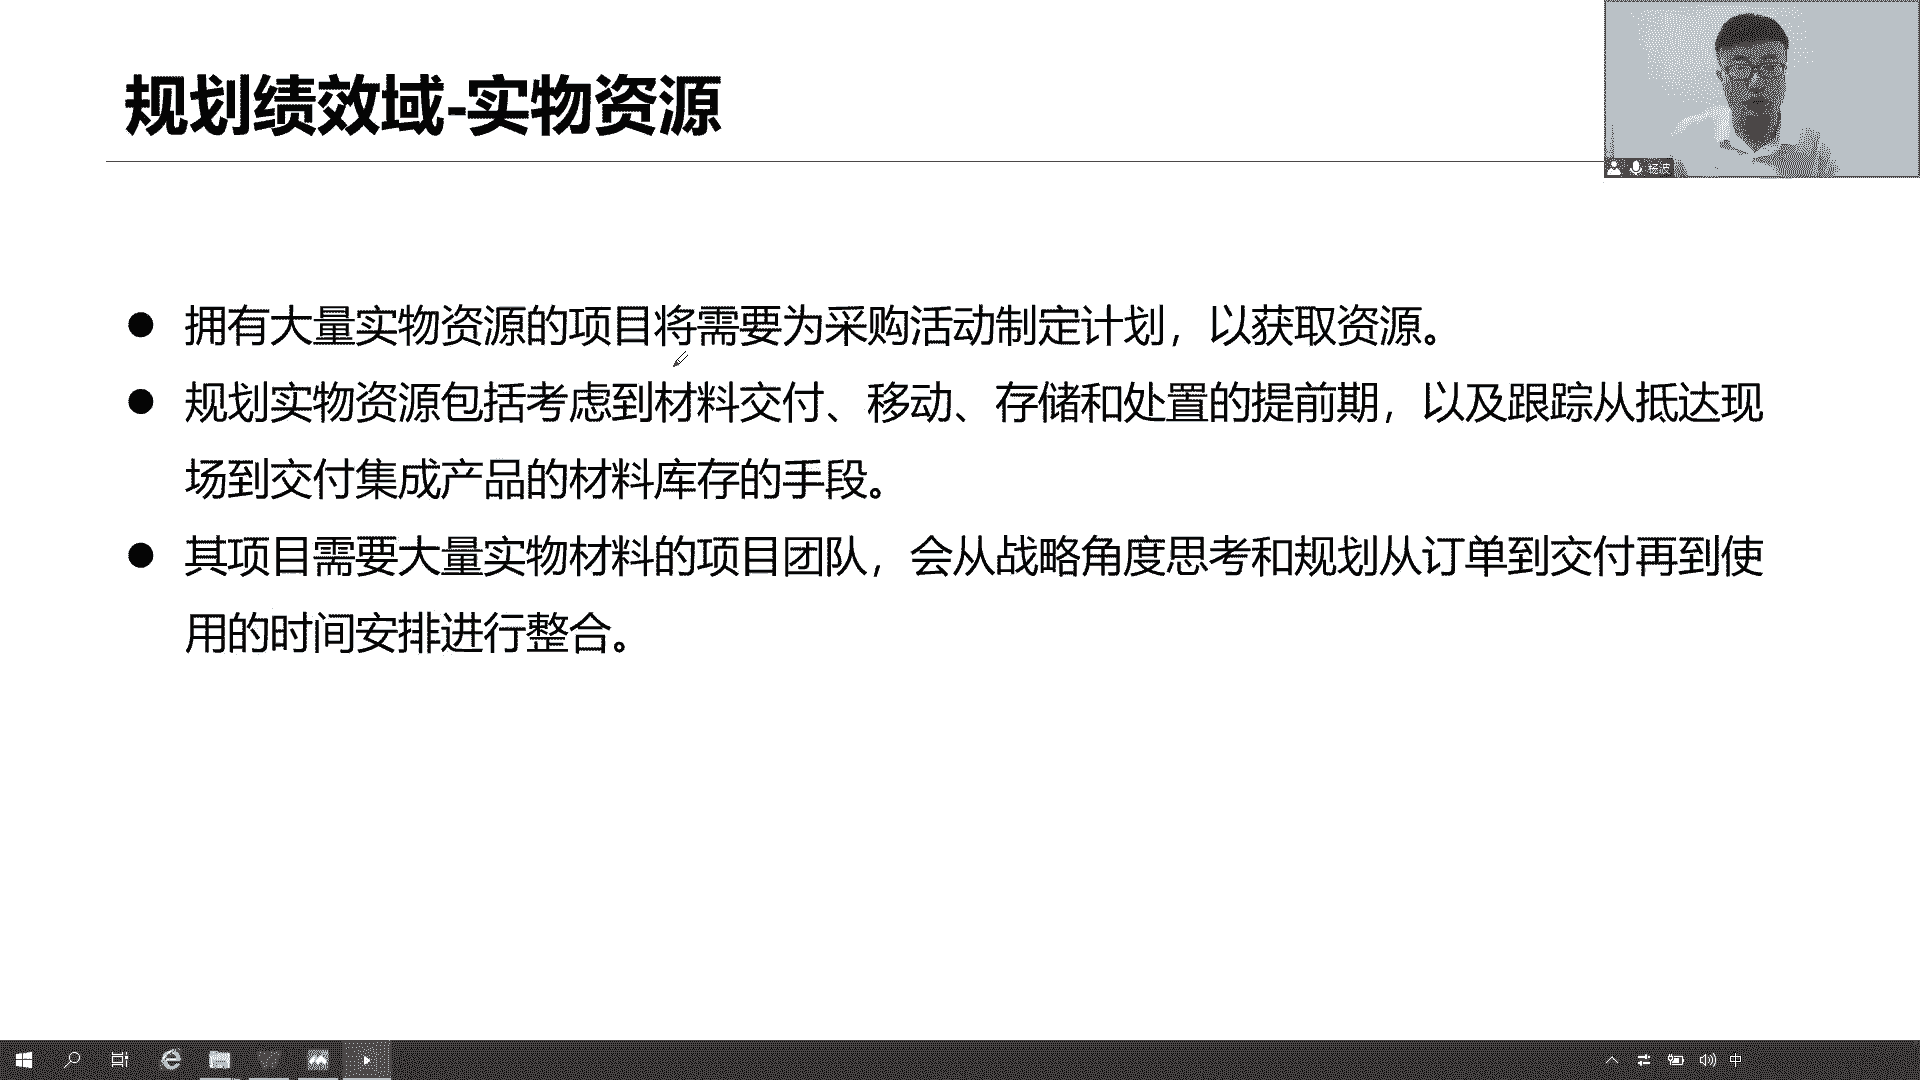 规划绩效域-实物资源
杨波
拥有大量实物资源的项目将需要为采购活动制定计划，以获取资源。
规划实物资源包括考虑到材料交付、移动、存储和处置的提前期，以及跟踪从抵达现
场到交付集成产品的材料库存的手段。
其项目需要大量实物材料的项目团队，会从战略角度思考和规划从订单到交付再到使
用的时间安排进行整合。
中